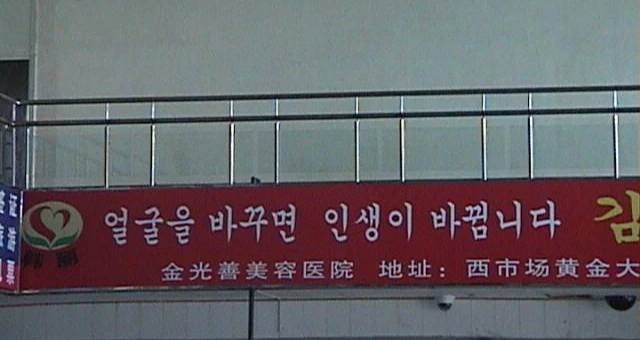 얼굴을 바꾸면 인생이 바뀜니다 김
金光善美容医院 地址：西市场黄金大